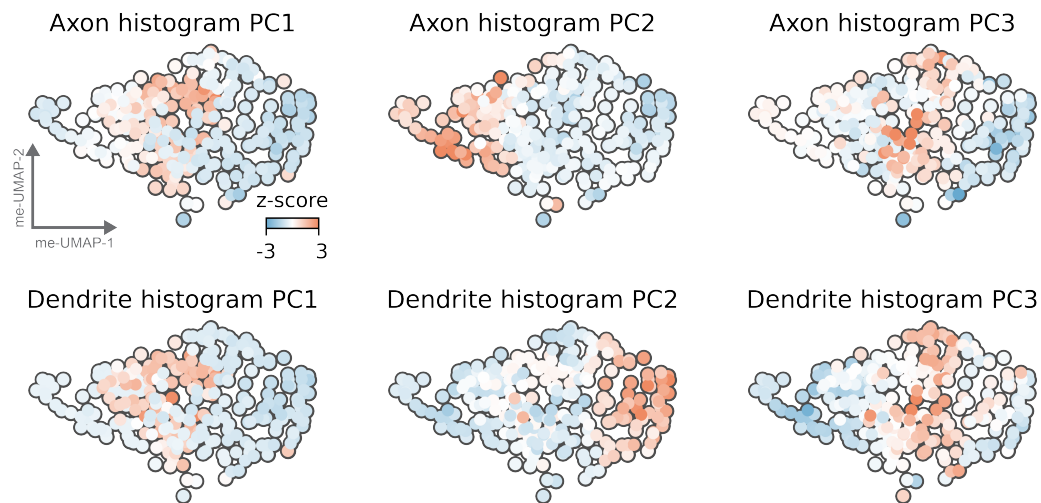 Axon histogram PC1
Axon histogram PC2
Axon histogram PC3
me-UMAP-2
me-UMAP-1
z-score
-3 3
Dendrite histogram PC1
Dendrite histogram PC2
Dendrite histogram PC3